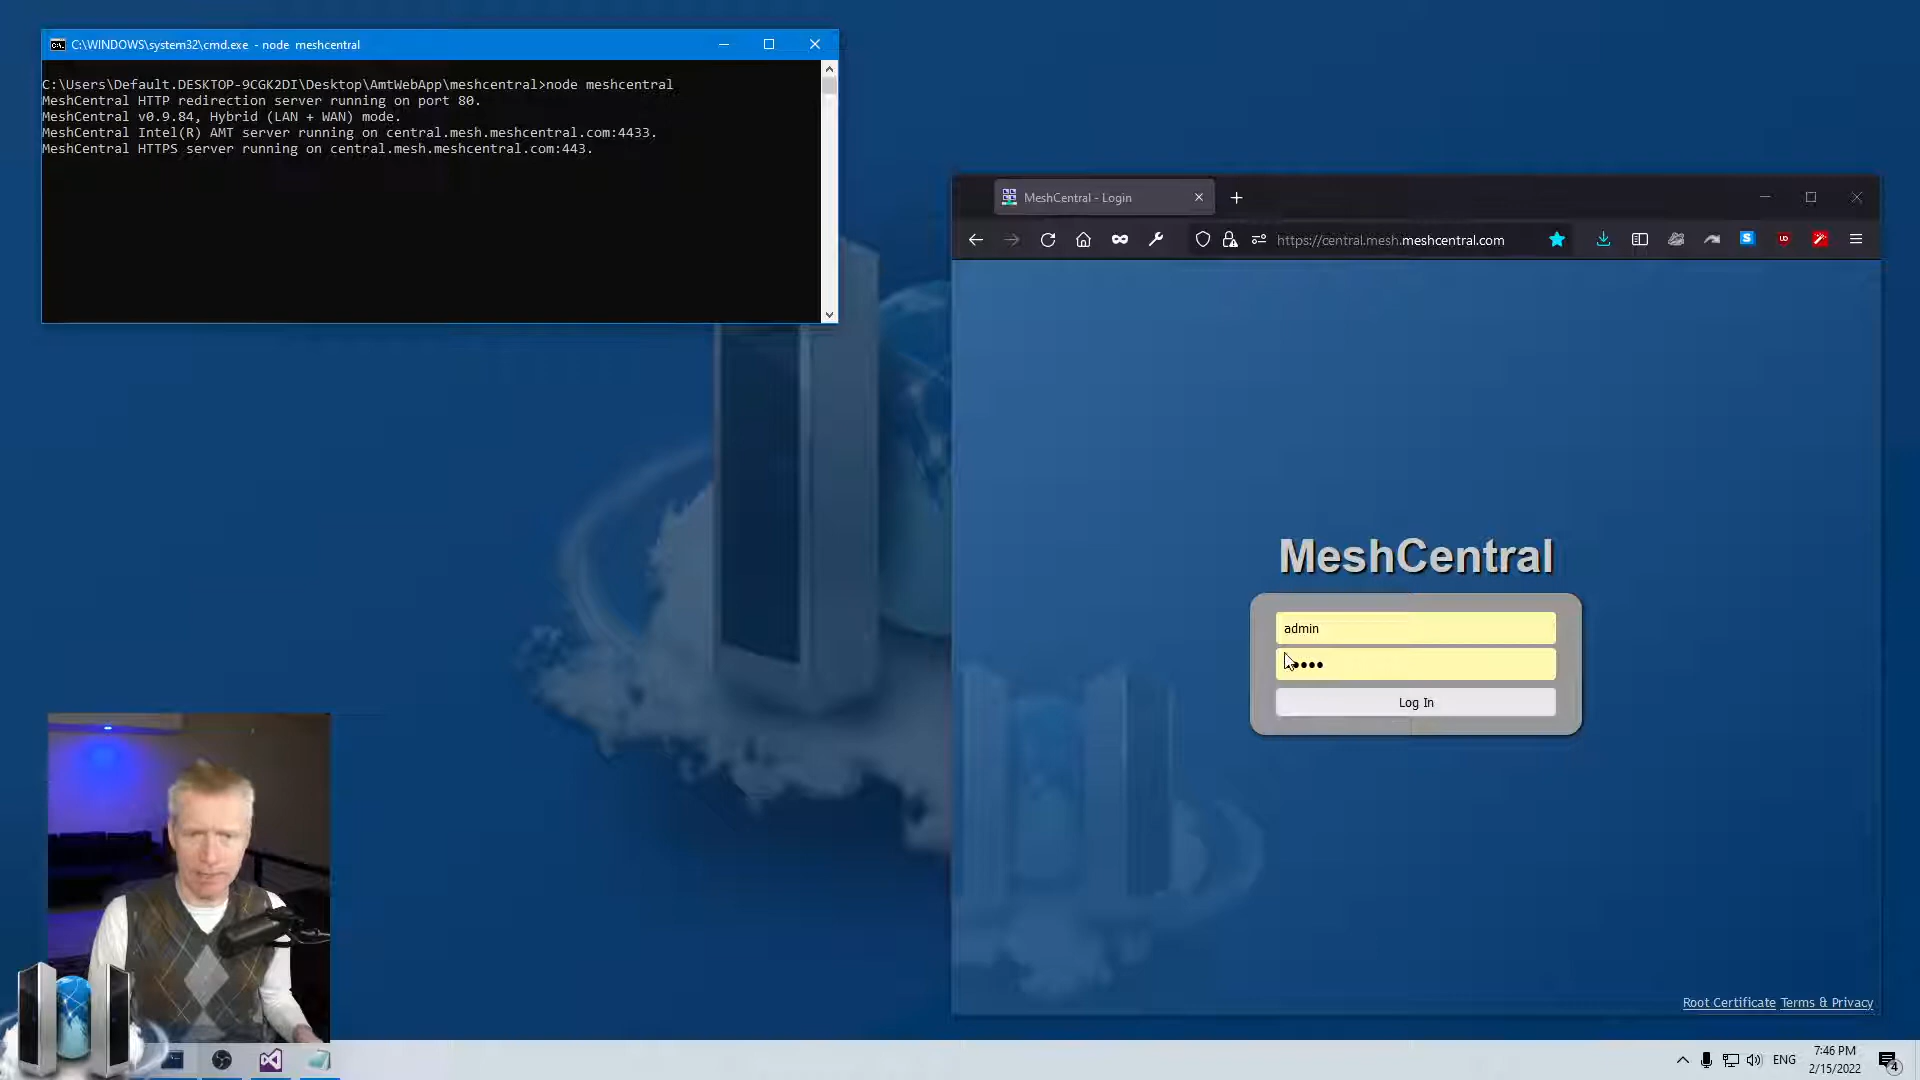 C:\WINDOWS\system32\cmd.exe - node meshcentral
C:\Users\Default.DESKTOP-9CGK2DI\Desktop\AmtWebApp\meshcentral>node meshcentral
MeshCentral HTTP redirection server running on port 80.
MeshCentral v0.9.84, Hybrid (LAN + WAN) mode.
MeshCentral Intel(R) AMT server running on central.mesh.meshcentral.com:4433.
MeshCentral HTTPS server running on central.mesh.meshcentral.com:443.
MeshCentral - Login
https://central.mesh.meshcentral.com
MeshCentral
admin
Log In
Root Certificate Terms & Privacy
ENG
7:46 PM
2/15/2022
4